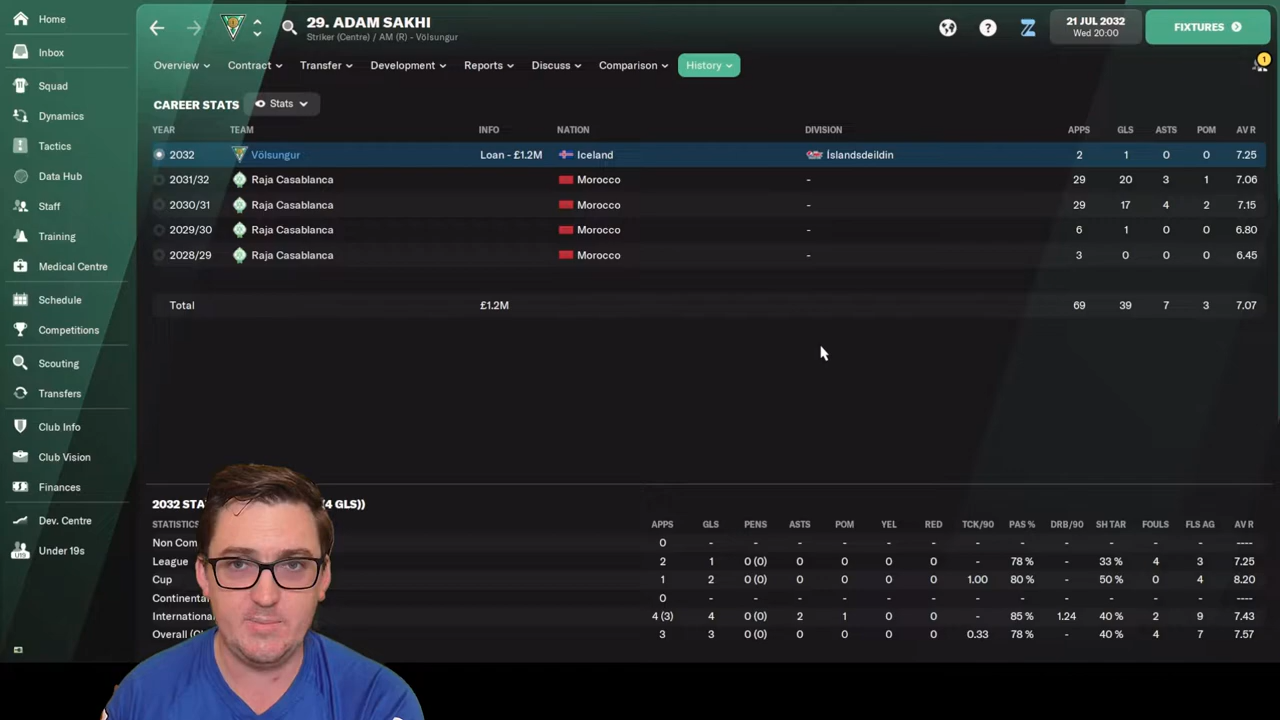 Home
Inbox
Squad
Dynamics
Tactics
Data Hub
Staff
Training
Medical Centre
Schedule
Competitions
Scouting
Transfers
Club Info
Club Vision
Finances
Dev. Centre
Under 19s
29. ADAM SAKHI
Striker (Centre) / AM (R) - Völsungur
21 JUL 2032
Wed 20:00
FIXTURES
Overview Contract Transfer Development Reports Discuss Comparison History
1
CAREER STATS Stats
YEAR TEAM INFO NATION DIVISION APPS GLS ASTS POM AV R
2032 Völsungur Loan - £1.2M Iceland Íslandsdeildin 2 1 0 0 7.25
2031/32 Raja Casablanca Morocco - 29 20 3 1 7.06
2030/31 Raja Casablanca Morocco - 29 17 4 2 7.15
2029/30 Raja Casablanca Morocco - 6 1 0 0 6.80
2028/29 Raja Casablanca Morocco - 3 0 0 0 6.45
Total £1.2M 69 39 7 3 7.07
2032 STA (4 GLS))
STATISTICS APPS GLS PENS ASTS POM YEL RED TCK/90 PAS % DRB/90 SH TAR FOULS FLS AG AV R
Non Com 0 - - - - - - - - - - - - ----
League 2 1 0 (0) 0 0 0 0 - 78 % - 33 % 4 3 7.25
Cup 1 2 0 (0) 0 0 0 0 1.00 80 % - 50 % 0 4 8.20
Continenta 0 - - - - - - - - - - - - ----
Internationa 4 (3) 4 0 (0) 2 1 0 0 - 85 % 1.24 40 % 2 9 7.43
Overall (C 3 3 0 (0) 0 0 0 0 0.33 78 % - 40 % 4 7 7.57